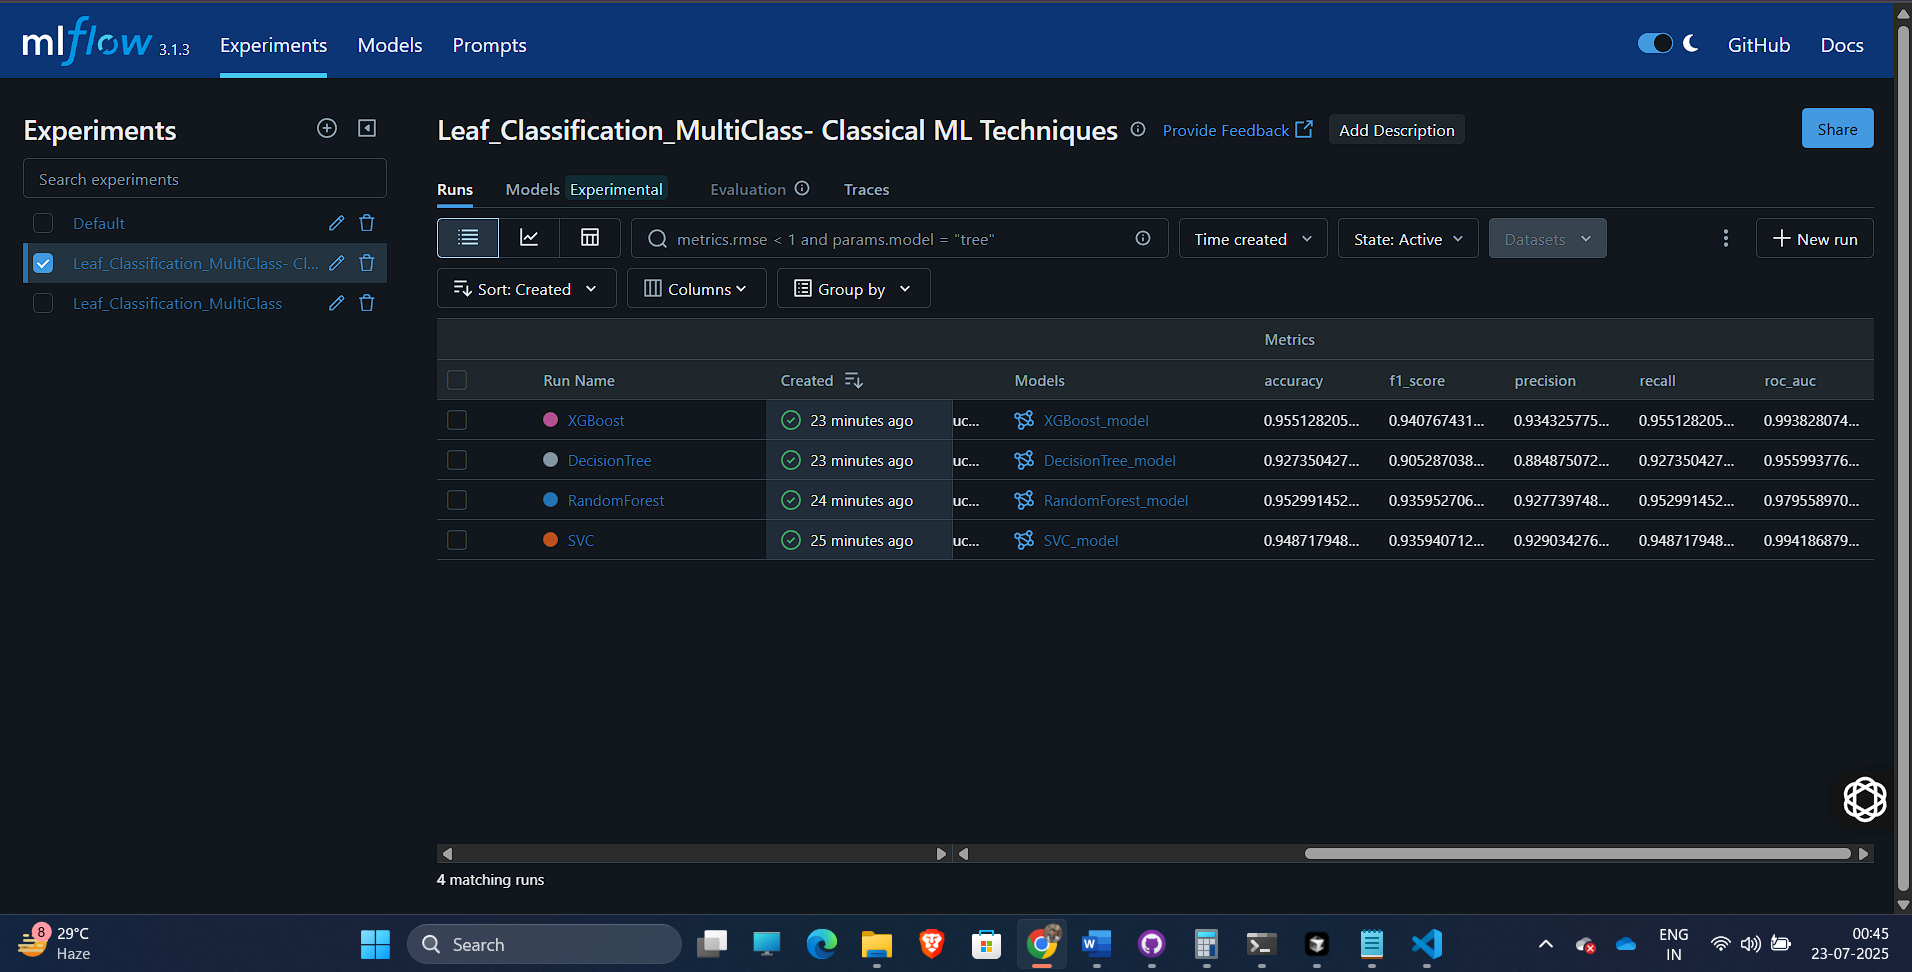 mlflow 3.1.3 Experiments Models Prompts GitHub Docs
Experiments
Search experiments
Default
Leaf_Classification_MultiClass- Cl...
Leaf_Classification_MultiClass
Leaf_Classification_MultiClass- Classical ML Techniques Provide Feedback Add Description Share
Runs Models Experimental Evaluation Traces
metrics.rmse < 1 and params.model = "tree" Time created State: Active Datasets New run
Sort: Created Columns Group by
Metrics
Run Name Created Models accuracy f1_score precision recall roc_auc
XGBoost 23 minutes ago uc... XGBoost_model 0.955128205... 0.940767431... 0.934325775... 0.955128205... 0.993828074...
DecisionTree 23 minutes ago uc... DecisionTree_model 0.927350427... 0.905287038... 0.884875072... 0.927350427... 0.955993776...
RandomForest 24 minutes ago uc... RandomForest_model 0.952991452... 0.935952706... 0.927739748... 0.952991452... 0.979558970...
SVC 25 minutes ago uc... SVC_model 0.948717948... 0.935940712... 0.929034276... 0.948717948... 0.994186879...
4 matching runs
8 29°C
Haze
Search
ENG
IN
00:45
23-07-2025